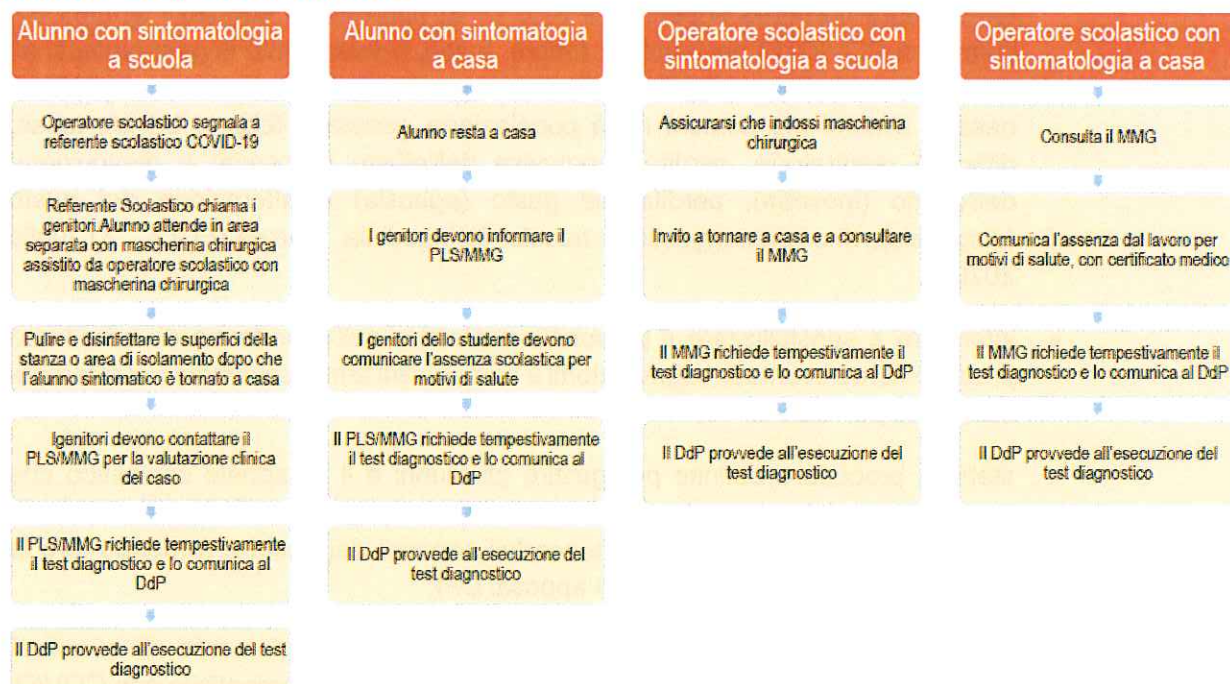 Alunno con sintomatologia
a scuola
Operatore scolastico segnala a
referente scolastico COVID-19
Referente Scolastico chiama i
genitori.Alunno attende in area
separata con mascherina chirurgica
assistito da operatore scolastico con
mascherina chirurgica
Pulire e disinfettare le superfici della
stanza o area di isolamento dopo che
l'alunno sintomatico è tornato a casa
Igenitori devono contattare il
PLS/MMG per la valutazione clinica
del caso
Il PLS/MMG richiede tempestivamente
il test diagnostico e lo comunica al
DdP
Il DdP provvede all'esecuzione del test
diagnostico
Alunno con sintomatogia
a casa
Alunno resta a casa
I genitori devono informare il
PLS/MMG
I genitori dello studente devono
comunicare l'assenza scolastica per
motivi di salute
Il PLS/MMG richiede tempestivamente
il test diagnostico e lo comunica al
DdP
Il DdP provvede all'esecuzione del
test diagnostico
Operatore scolastico con
sintomatologia a scuola
Assicurarsi che indossi mascherina
chirurgica
Invito a tornare a casa e a consultare
il MMG
Il MMG richiede tempestivamente il
test diagnostico e lo comunica al DdP
Il DdP provvede all'esecuzione del
test diagnostico
Operatore scolastico con
sintomatologia a casa
Consulta il MMG
Comunica l'assenza dal lavoro per
motivi di salute, con certificato medico
Il MMG richiede tempestivamente il
test diagnostico e lo comunica al DdP
Il DdP provvede all'esecuzione del
test diagnostico